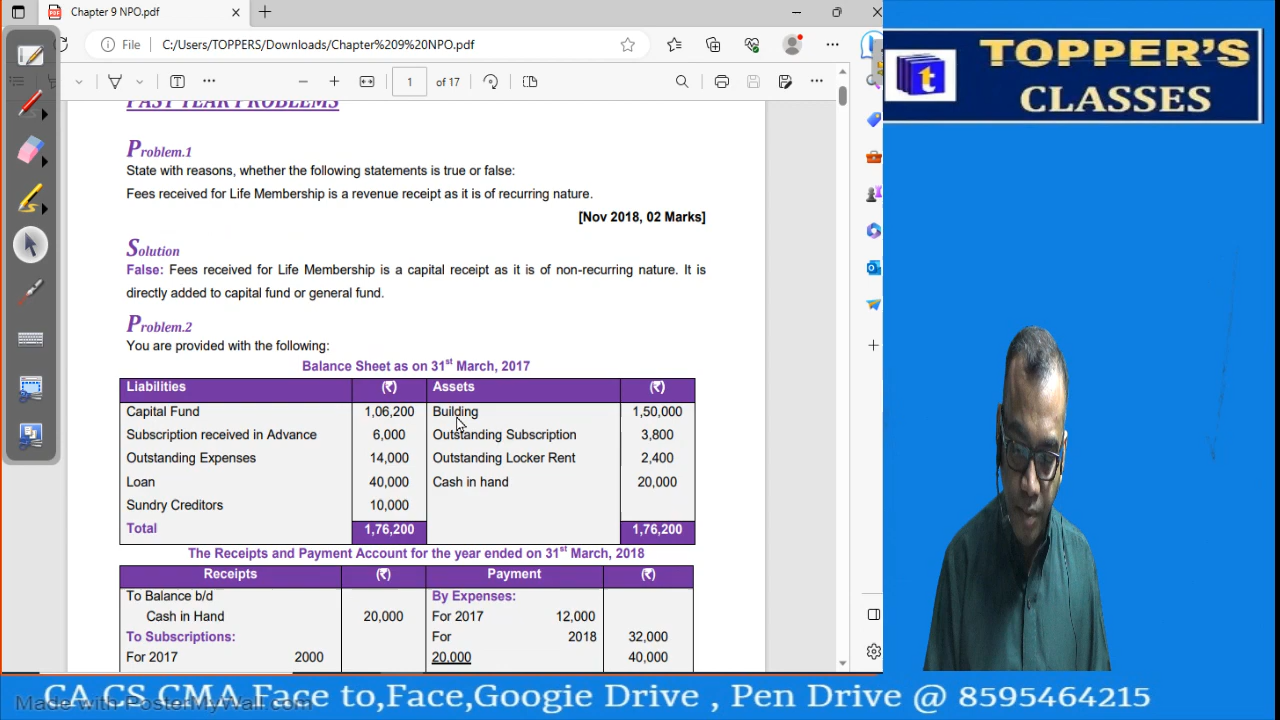 Chapter 9 NPO.pdf
File
C:/Users/TOPPERS/Downloads/Chapter%209%20NPO.pdf
1 of 17
TOPPER'S
CLASSES
t
PAST YEAR PROBLEMS
Problem.1
State with reasons, whether the following statements is true or false:
Fees received for Life Membership is a revenue receipt as it is of recurring nature.
[Nov 2018, 02 Marks]
Solution
False: Fees received for Life Membership is a capital receipt as it is of non-recurring nature. It is
directly added to capital fund or general fund.
Problem.2
You are provided with the following:
Balance Sheet as on 31st March, 2017
Liabilities (₹) Assets (₹)
Capital Fund 1,06,200 Building 1,50,000
Subscription received in Advance 6,000 Outstanding Subscription 3,800
Outstanding Expenses 14,000 Outstanding Locker Rent 2,400
Loan 40,000 Cash in hand 20,000
Sundry Creditors 10,000
Total 1,76,200 1,76,200
The Receipts and Payment Account for the year ended on 31st March, 2018
Receipts (₹) Payment (₹)
To Balance b/d By Expenses:
Cash in Hand 20,000 For 2017 12,000
To Subscriptions: For 2018 32,000
For 2017 2000 20,000 40,000
CA,CS,CMA,Face to,Face,Googie Drive , Pen Drive @ 8595464215
Made with PosterMyWall.com